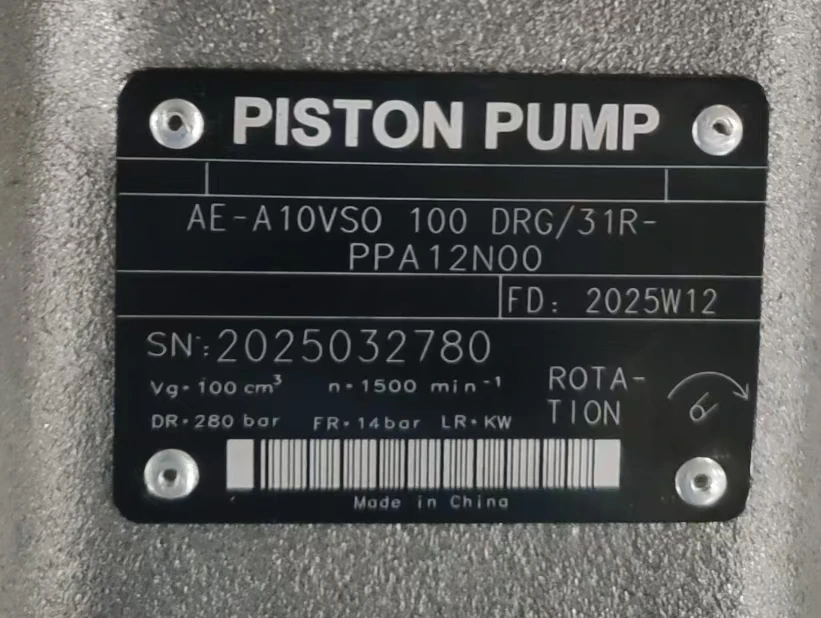 PISTON PUMP
AE-A10VSO 100 DRG/31R-
PPA12N00
FD: 2025W12
SN:2025032780
Vg=100 cm³ n=1500 min⁻¹
DR=280 bar FR=14bar LR=KW
ROTA-
TION
Made in China